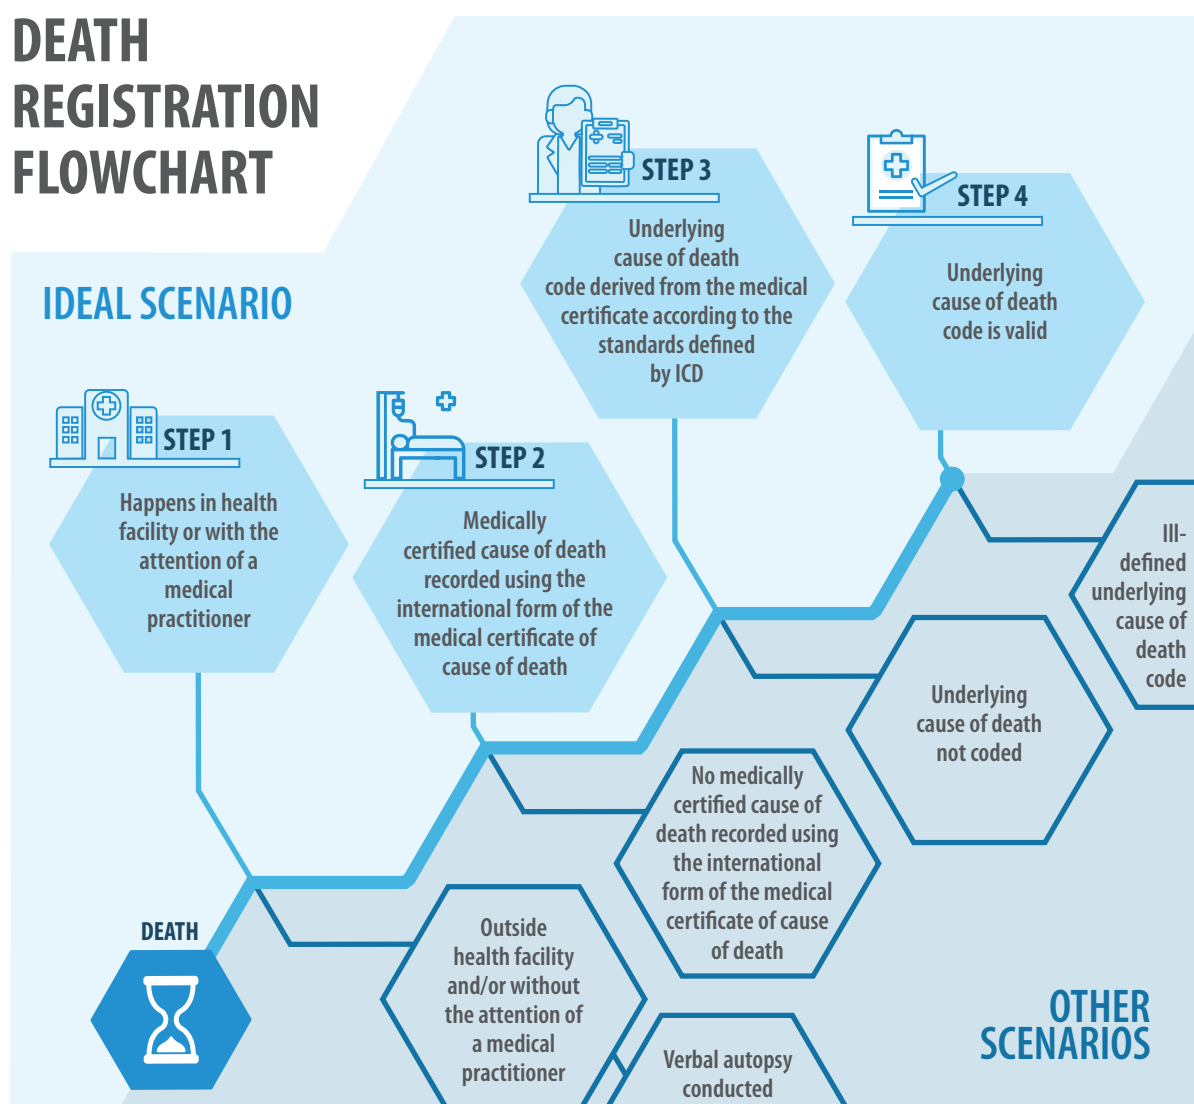 DEATH
REGISTRATION
FLOWCHART
IDEAL SCENARIO
STEP 1
Happens in health
facility or with the
attention of a
medical
practitioner
STEP 2
Medically
certified cause of death
recorded using the
international form of the
medical certificate of
cause of death
STEP 3
Underlying
cause of death
code derived from the medical
certificate according to the
standards defined
by ICD
STEP 4
Underlying
cause of death
code is valid
DEATH
Outside
health facility
and/or without
the attention of
a medical
practitioner
Verbal autopsy
conducted
No medically
certified cause of
death recorded using
the international
form of the medical
certificate of cause
of death
Underlying
cause of death
not coded
Ill-
defined
underlying
cause of
death
code
OTHER
SCENARIOS